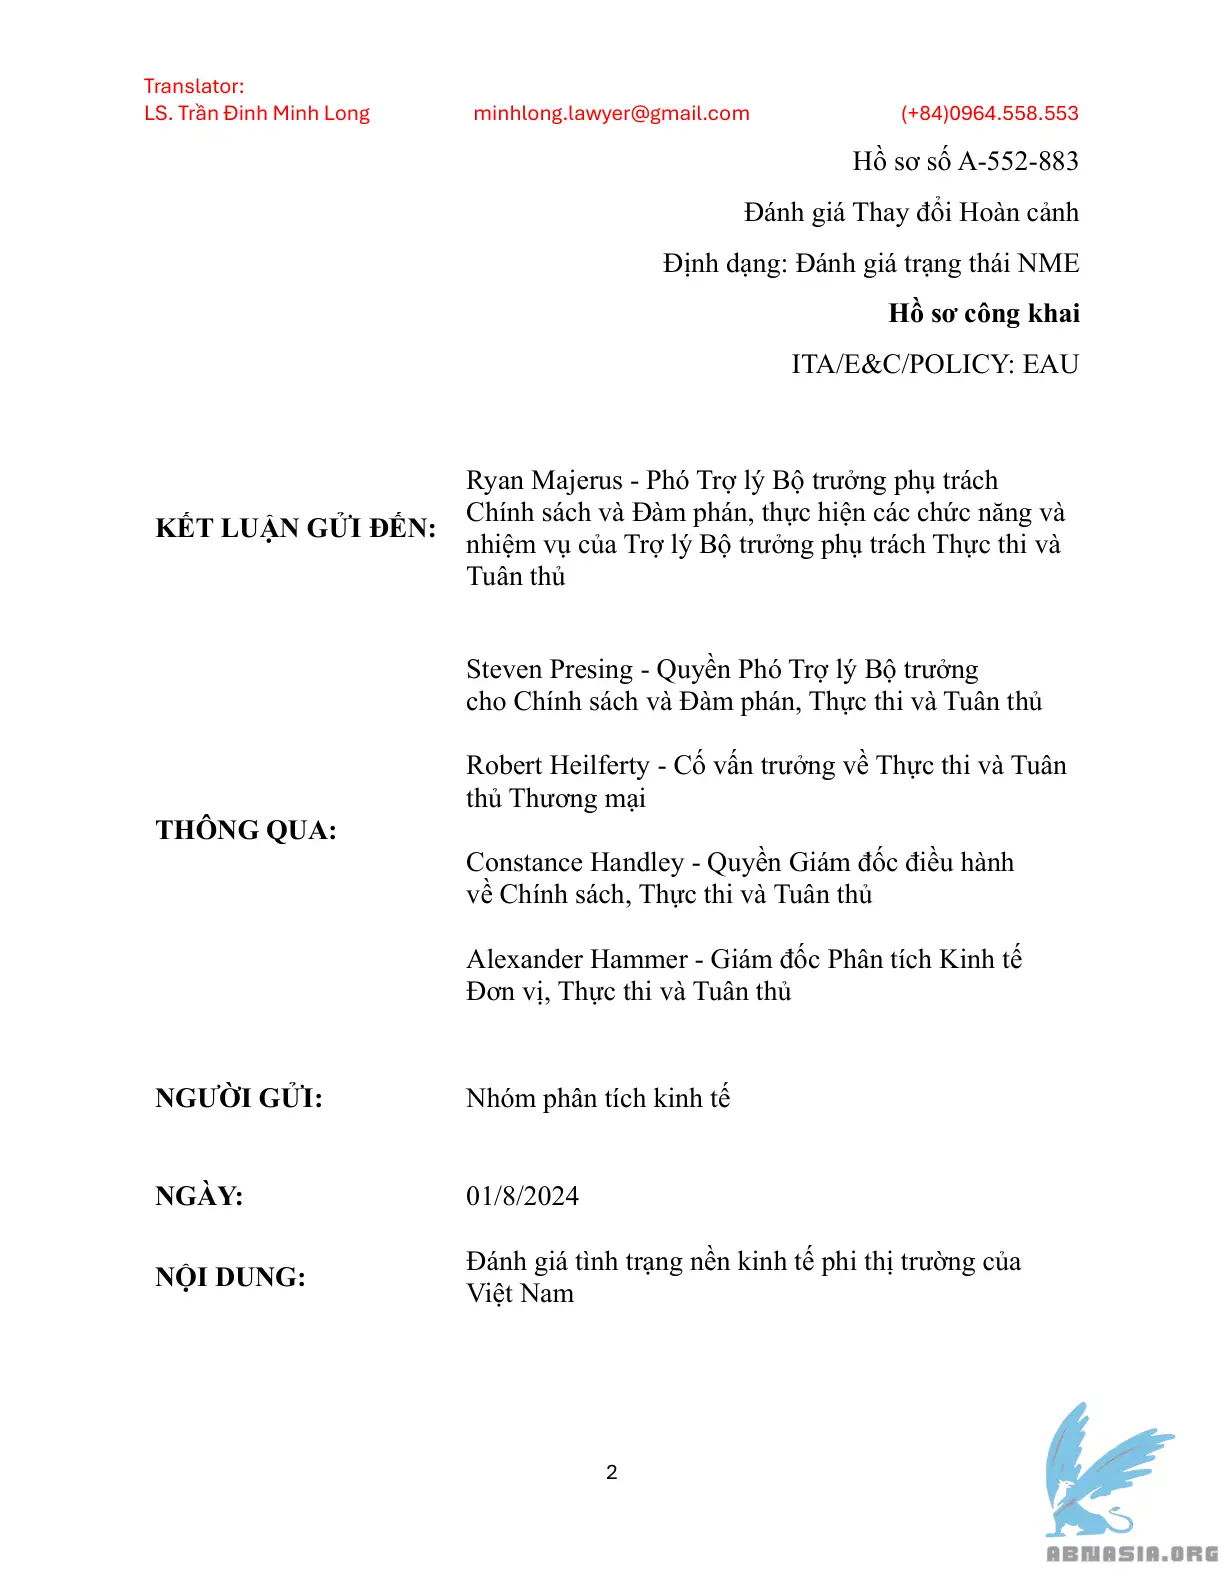 Translator:
LS. Trần Đinh Minh Long minhlong.lawyer@gmail.com (+84)0964.558.553
Hồ sơ số A-552-883
Đánh giá Thay đổi Hoàn cảnh
Định dạng: Đánh giá trạng thái NME
Hồ sơ công khai
ITA/E&C/POLICY: EAU
KẾT LUẬN GỬI ĐẾN:
Ryan Majerus - Phó Trợ lý Bộ trưởng phụ trách
Chính sách và Đàm phán, thực hiện các chức năng và
nhiệm vụ của Trợ lý Bộ trưởng phụ trách Thực thi và
Tuân thủ
THÔNG QUA:
Steven Presing - Quyền Phó Trợ lý Bộ trưởng
cho Chính sách và Đàm phán, Thực thi và Tuân thủ
Robert Heilferty - Cố vấn trưởng về Thực thi và Tuân
thủ Thương mại
Constance Handley - Quyền Giám đốc điều hành
về Chính sách, Thực thi và Tuân thủ
Alexander Hammer - Giám đốc Phân tích Kinh tế
Đơn vị, Thực thi và Tuân thủ
NGƯỜI GỬI: Nhóm phân tích kinh tế
NGÀY: 01/8/2024
NỘI DUNG:
Đánh giá tình trạng nền kinh tế phi thị trường của
Việt Nam
2
ABNASIA.ORG